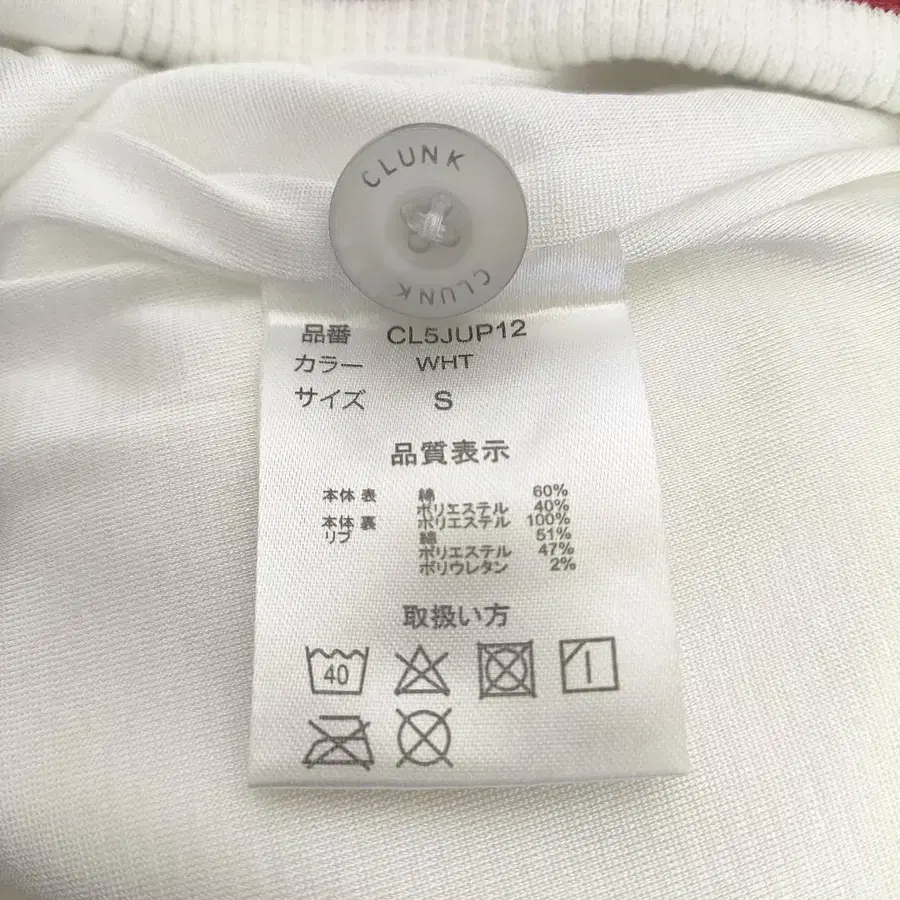 CLUNK
CLUNK
品番 CL5JUP12
カラー WHT
サイズ S
品質表示
本体 表 綿 60%
ポリエステル 40%
本体 裏 ポリエステル 100%
リブ 綿 51%
ポリエステル 47%
ポリウレタン 2%
取扱い方
40